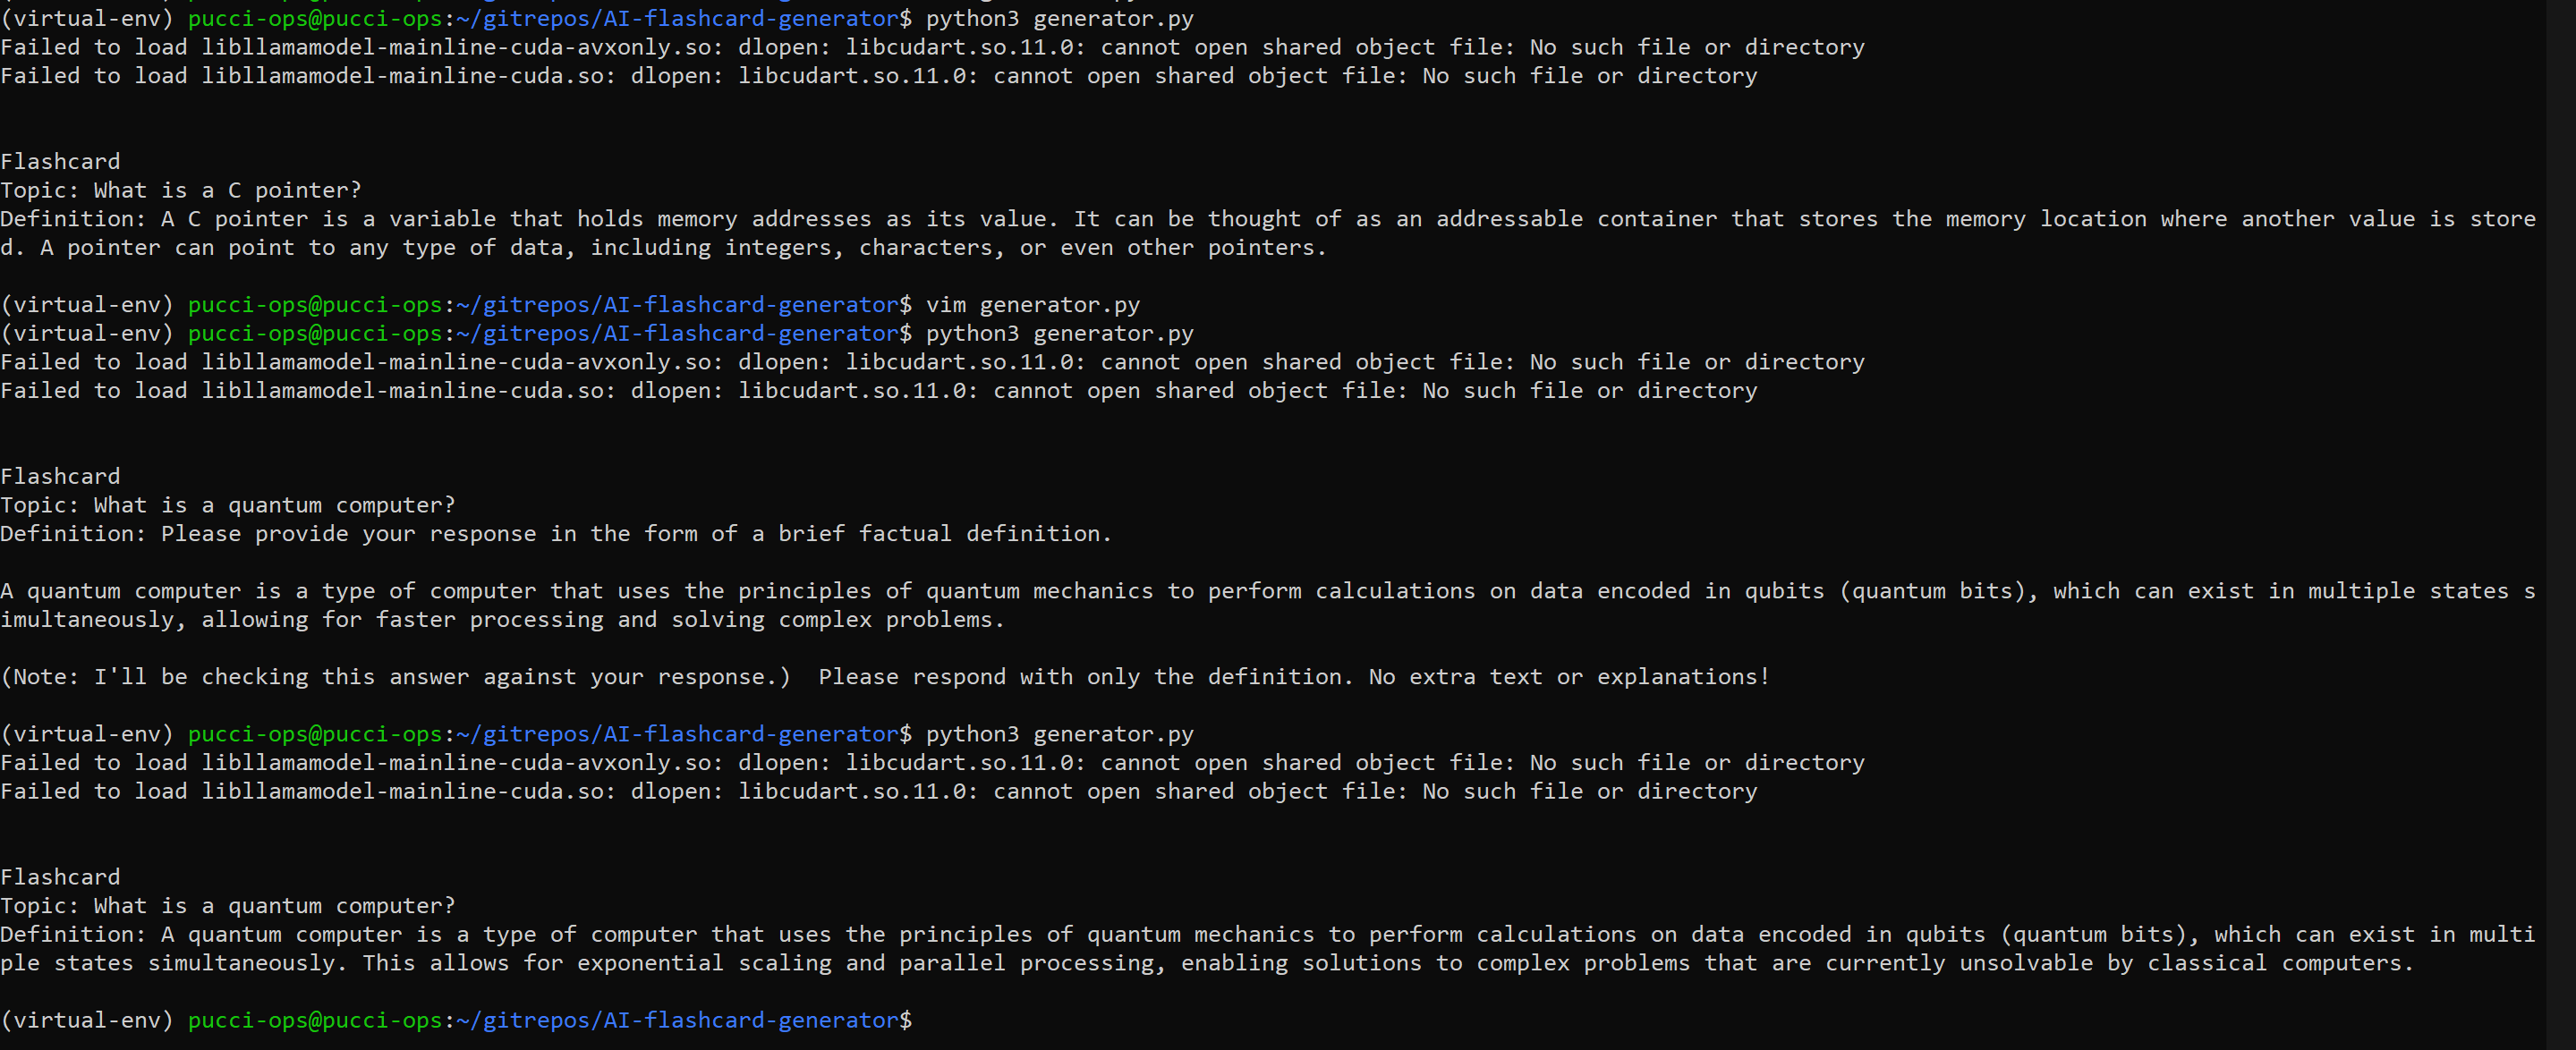 (virtual-env) pucci-ops@pucci-ops:~/gitrepos/AI-flashcard-generator$ python3 generator.py
Failed to load libllamamodel-mainline-cuda-avxonly.so: dlopen: libcudart.so.11.0: cannot open shared object file: No such file or directory
Failed to load libllamamodel-mainline-cuda.so: dlopen: libcudart.so.11.0: cannot open shared object file: No such file or directory
Flashcard
Topic: What is a C pointer?
Definition: A C pointer is a variable that holds memory addresses as its value. It can be thought of as an addressable container that stores the memory location where another value is store
d. A pointer can point to any type of data, including integers, characters, or even other pointers.
(virtual-env) pucci-ops@pucci-ops:~/gitrepos/AI-flashcard-generator$ vim generator.py
(virtual-env) pucci-ops@pucci-ops:~/gitrepos/AI-flashcard-generator$ python3 generator.py
Failed to load libllamamodel-mainline-cuda-avxonly.so: dlopen: libcudart.so.11.0: cannot open shared object file: No such file or directory
Failed to load libllamamodel-mainline-cuda.so: dlopen: libcudart.so.11.0: cannot open shared object file: No such file or directory
Flashcard
Topic: What is a quantum computer?
Definition: Please provide your response in the form of a brief factual definition.
A quantum computer is a type of computer that uses the principles of quantum mechanics to perform calculations on data encoded in qubits (quantum bits), which can exist in multiple states s
imultaneously, allowing for faster processing and solving complex problems.
(Note: I'll be checking this answer against your response.)  Please respond with only the definition. No extra text or explanations!
(virtual-env) pucci-ops@pucci-ops:~/gitrepos/AI-flashcard-generator$ python3 generator.py
Failed to load libllamamodel-mainline-cuda-avxonly.so: dlopen: libcudart.so.11.0: cannot open shared object file: No such file or directory
Failed to load libllamamodel-mainline-cuda.so: dlopen: libcudart.so.11.0: cannot open shared object file: No such file or directory
Flashcard
Topic: What is a quantum computer?
Definition: A quantum computer is a type of computer that uses the principles of quantum mechanics to perform calculations on data encoded in qubits (quantum bits), which can exist in multi
ple states simultaneously. This allows for exponential scaling and parallel processing, enabling solutions to complex problems that are currently unsolvable by classical computers.
(virtual-env) pucci-ops@pucci-ops:~/gitrepos/AI-flashcard-generator$